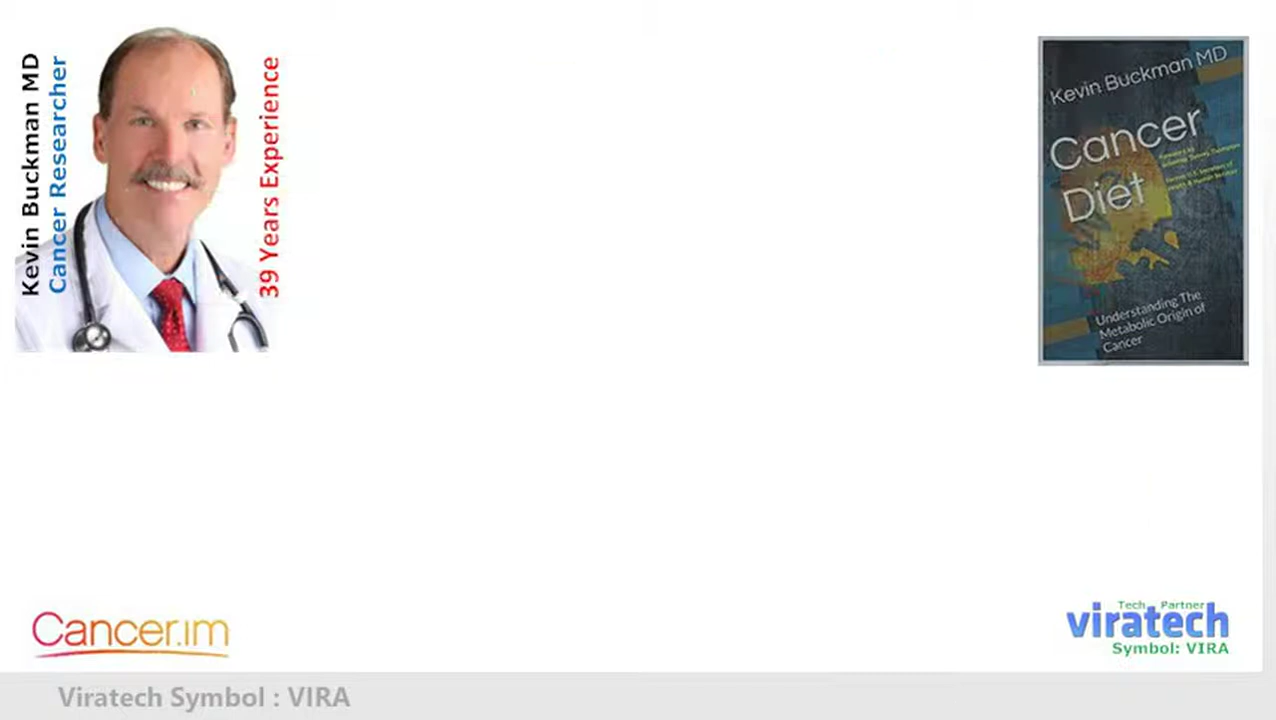 Kevin Buckman MD
Cancer Researcher
39 Years Experience
Kevin Buckman MD
Cancer
Diet
Understanding The
Metabolic Origin of
Cancer
Cancer.im
Tech Partner
viratech
Symbol: VIRA
Viratech Symbol : VIRA